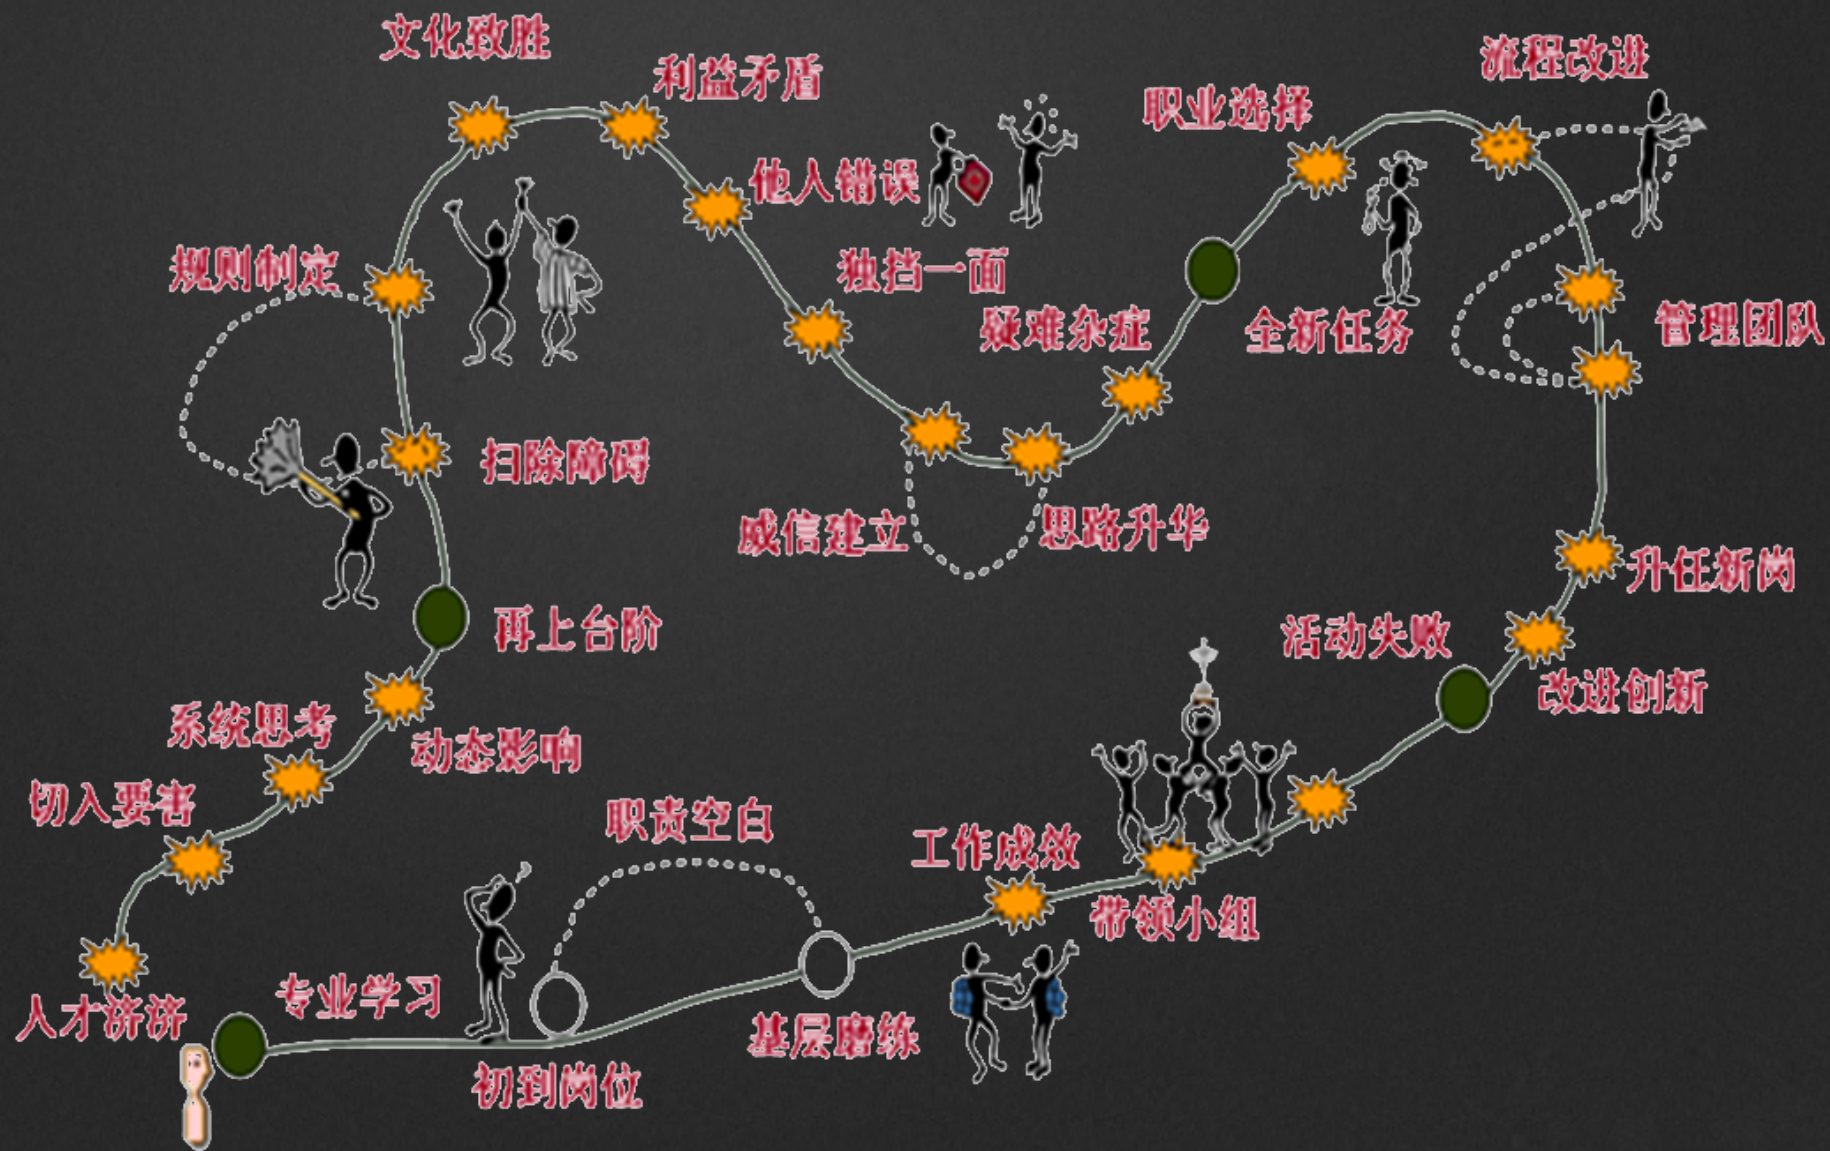 文化致胜
流程改进
利益矛盾
职业选择
他人错误
规则制定
独挡一面
疑难杂症
全新任务
管理团队
扫除障碍
威信建立
思路升华
升任新岗
再上台阶
活动失败
改进创新
系统思考
动态影响
切入要害
职责空白
工作成效
带领小组
专业学习
人才济济
基层磨练
初到岗位